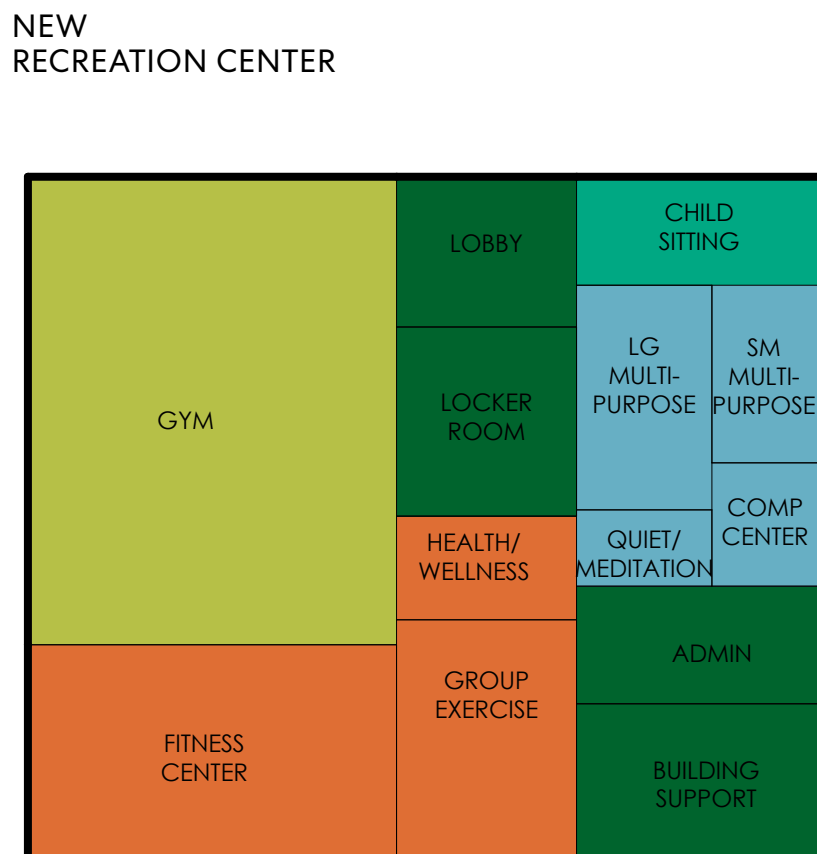 NEW
RECREATION CENTER
LOBBY
CHILD
SITTING
GYM
LOCKER
ROOM
LG
MULTI-
PURPOSE
SM
MULTI-
PURPOSE
HEALTH/
WELLNESS
QUIET/
MEDITATION
COMP
CENTER
FITNESS
CENTER
GROUP
EXERCISE
ADMIN
BUILDING
SUPPORT